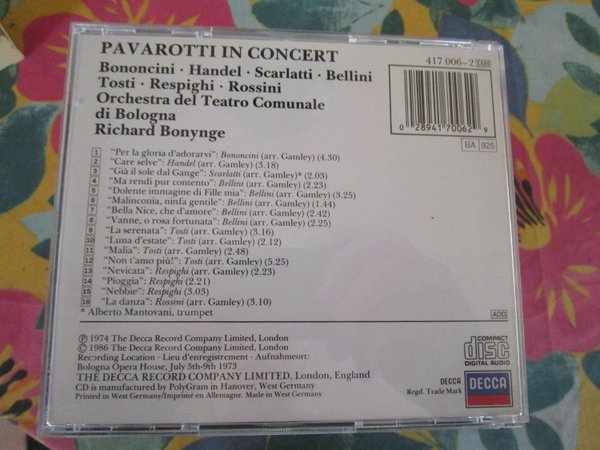 PAVAROTTI IN CONCERT
417 006-2 DH
Bononcini · Handel · Scarlatti · Bellini
Tosti · Respighi · Rossini
Orchestra del Teatro Comunale
di Bologna
Richard Bonynge
0 28941 70062 9
BA 925
1 "Per la gloria d'adorarvi": Bononcini (arr. Gamley) (4.30)
2 "Care selve": Handel (arr. Gamley) (3.18)
3 "Già il sole dal Gange": Scarlatti (arr. Gamley)* (2.03)
4 "Ma rendi pur contento": Bellini (arr. Gamley) (2.23)
5 "Dolente immagine di Fille mia": Bellini (arr. Gamley) (3.25)
6 "Malinconia, ninfa gentile": Bellini (arr. Gamley) (1.44)
7 "Bella Nice, che d'amore": Bellini (arr. Gamley) (2.42)
8 "Vanne, o rosa fortunata": Bellini (arr. Gamley) (2.25)
9 "La serenata": Tosti (arr. Gamley) (3.16)
10 "Luna d'estate": Tosti (arr. Gamley) (2.12)
11 "Malia": Tosti (arr. Gamley) (2.48)
12 "Non t'amo più!": Tosti (arr. Gamley) (5.25)
13 "Nevicata": Respighi (arr. Gamley) (2.23)
14 "Pioggia": Respighi (2.21)
15 "Nebbie": Respighi (3.03)
16 "La danza": Rossini (arr. Gamley) (3.10)
* Alberto Mantovani, trumpet
ADD
℗ 1974 The Decca Record Company Limited, London
© 1986 The Decca Record Company Limited, London
Recording Location · Lieu d'enregistrement · Aufnahmeort:
Bologna Opera House, July 5th-9th 1973
THE DECCA RECORD COMPANY LIMITED, London, England
CD is manufactured by PolyGram in Hanover, West Germany
Printed in West Germany/Imprimé en Allemagne. Made in West Germany
COMPACT
disc
DIGITAL AUDIO
DECCA
Regd. Trade Mark
DECCA